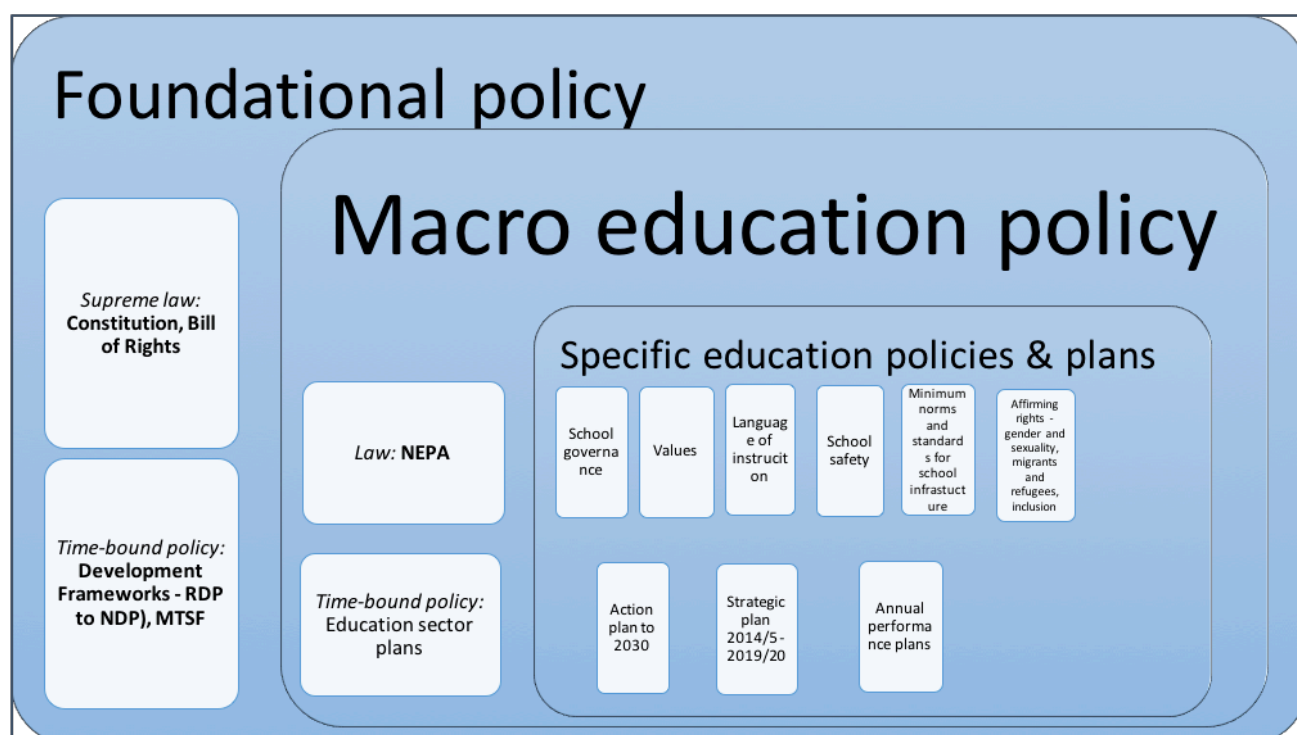 Foundational policy
Macro education policy
Supreme law:
Constitution, Bill
of Rights
Time-bound policy:
Development
Frameworks - RDP
to NDP), MTSF
Law: NEPA
Time-bound policy:
Education sector
plans
Specific education policies & plans
School
governa
nce
Values
Languag
e of
instrucit
on
School
safety
Minimum
norms
and
standard
s for
school
infrastuct
ure
Affirming
rights -
gender and
sexuality,
migrants
and
refugees,
inclusion
Action
plan to
2030
Strategic
plan
2014/5-
2019/20
Annual
performa
nce plans